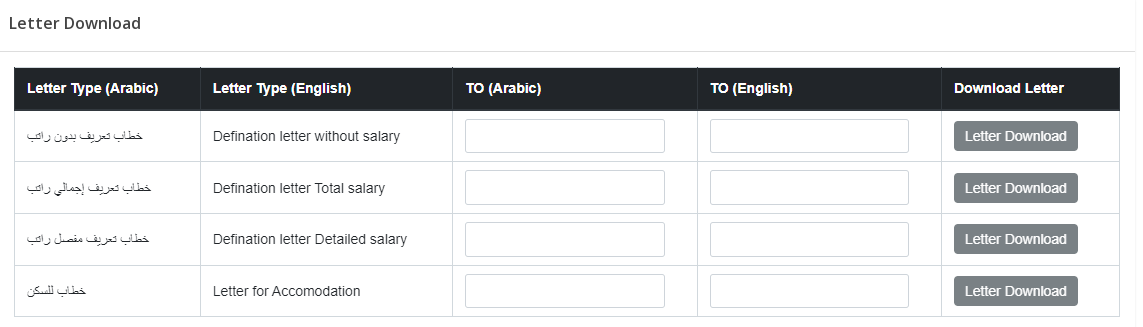 Letter Download
Letter Type (Arabic) Letter Type (English) TO (Arabic) TO (English) Download Letter
خطاب تعريف بدون راتب Defination letter without salary Letter Download
خطاب تعريف إجمالي راتب Defination letter Total salary Letter Download
خطاب تعريف مفصل راتب Defination letter Detailed salary Letter Download
خطاب للسكن Letter for Accomodation Letter Download